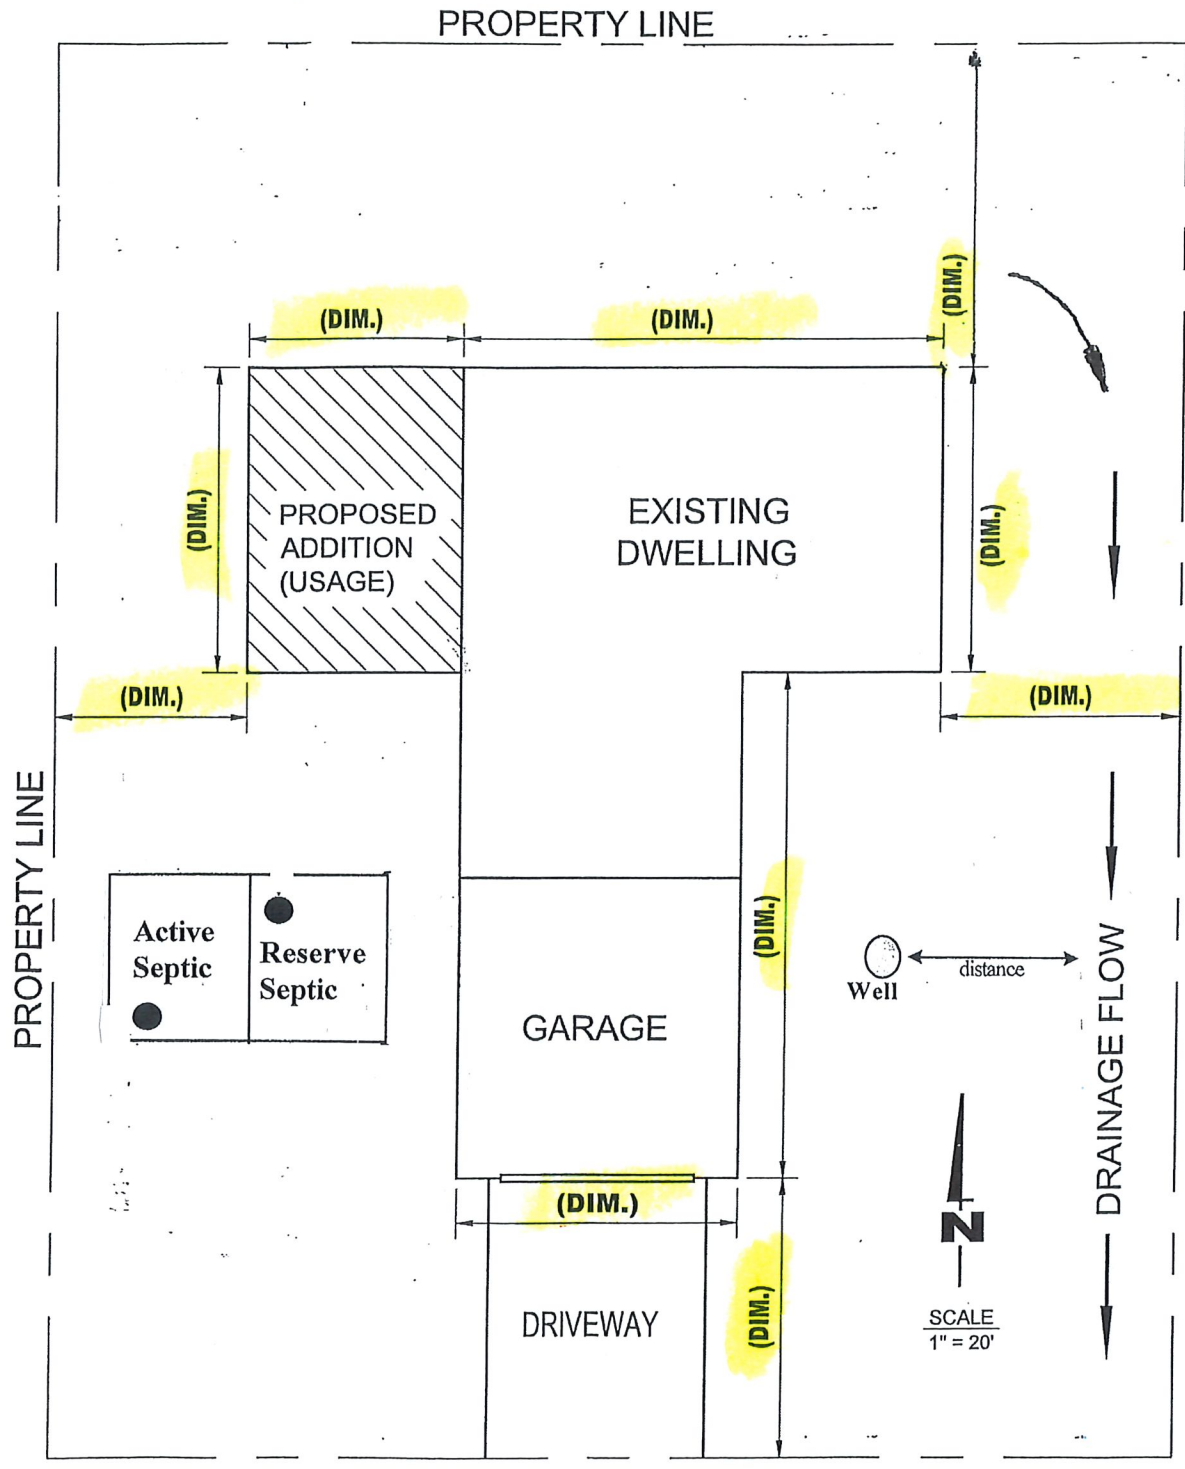 PROPERTY LINE
(DIM.)
(DIM.)
(DIM.)
(DIM.)
PROPOSED
ADDITION
(USAGE)
EXISTING
DWELLING
(DIM.)
(DIM.)
(DIM.)
PROPERTY LINE
Active
Septic
Reserve
Septic
(DIM.)
Well
distance
DRAINAGE FLOW
GARAGE
(DIM.)
N
DRIVEWAY
(DIM.)
SCALE
1" = 20'